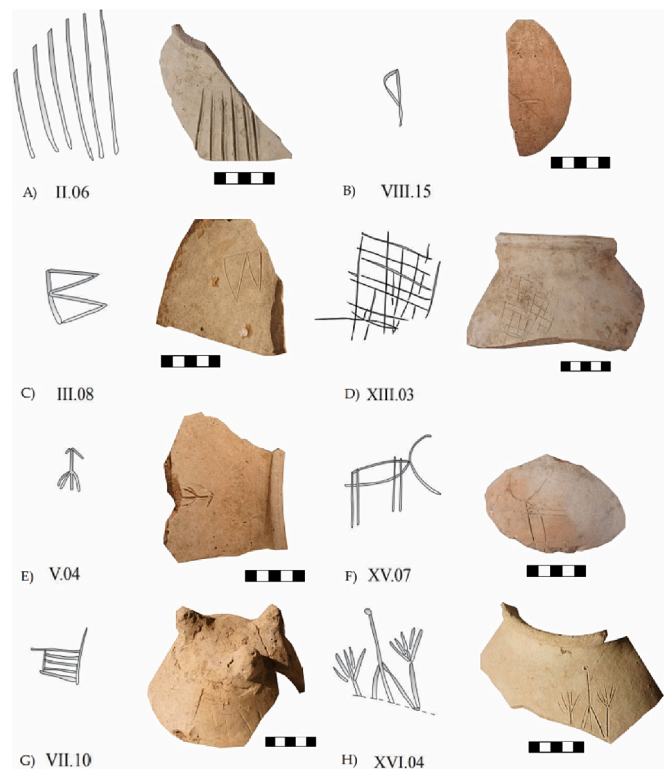 A) II.06
B) VIII.15
C) III.08
D) XIII.03
E) V.04
F) XV.07
G) VII.10
H) XVI.04